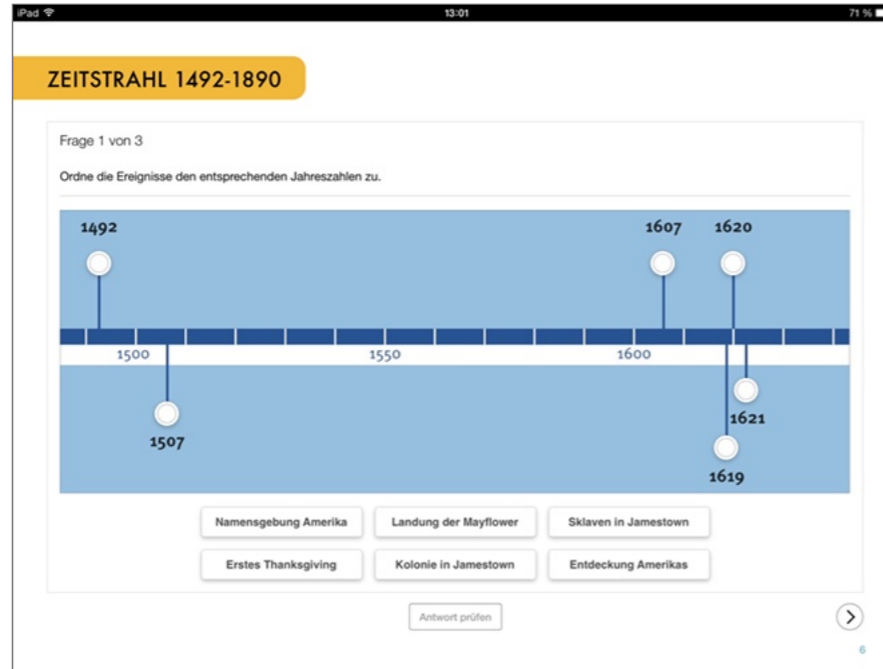 iPad 13:01 71 %
ZEITSTRAHL 1492-1890
Frage 1 von 3
Ordne die Ereignisse den entsprechenden Jahreszahlen zu.
1492 1607 1620
1500 1550 1600
1507 1621
1619
Namensgebung Amerika Landung der Mayflower Sklaven in Jamestown
Erstes Thanksgiving Kolonie in Jamestown Entdeckung Amerikas
Antwort prüfen
6